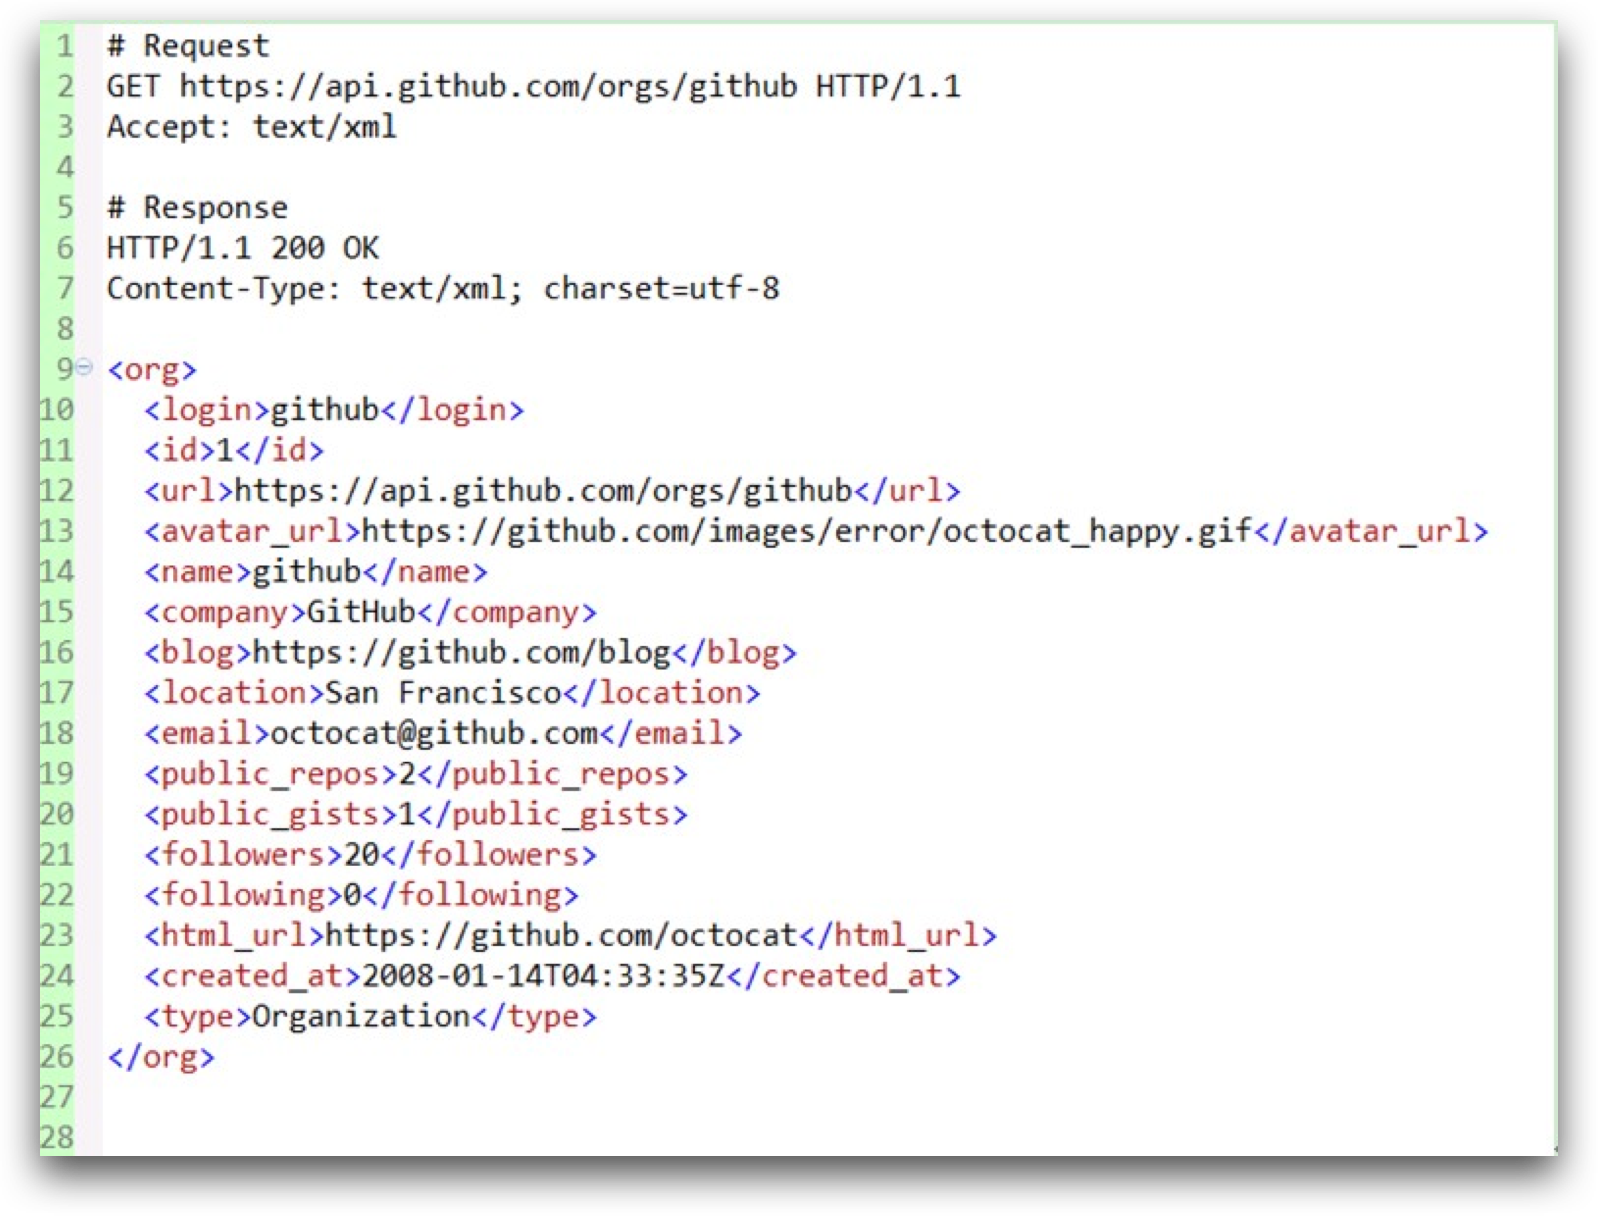 1 # Request
2 GET https://api.github.com/orgs/github HTTP/1.1
3 Accept: text/xml
4
5 # Response
6 HTTP/1.1 200 OK
7 Content-Type: text/xml; charset=utf-8
8
9 <org>
10 <login>github</login>
11 <id>1</id>
12 <url>https://api.github.com/orgs/github</url>
13 <avatar_url>https://github.com/images/error/octocat_happy.gif</avatar_url>
14 <name>github</name>
15 <company>GitHub</company>
16 <blog>https://github.com/blog</blog>
17 <location>San Francisco</location>
18 <email>octocat@github.com</email>
19 <public_repos>2</public_repos>
20 <public_gists>1</public_gists>
21 <followers>20</followers>
22 <following>0</following>
23 <html_url>https://github.com/octocat</html_url>
24 <created_at>2008-01-14T04:33:35Z</created_at>
25 <type>Organization</type>
26 </org>
27
28